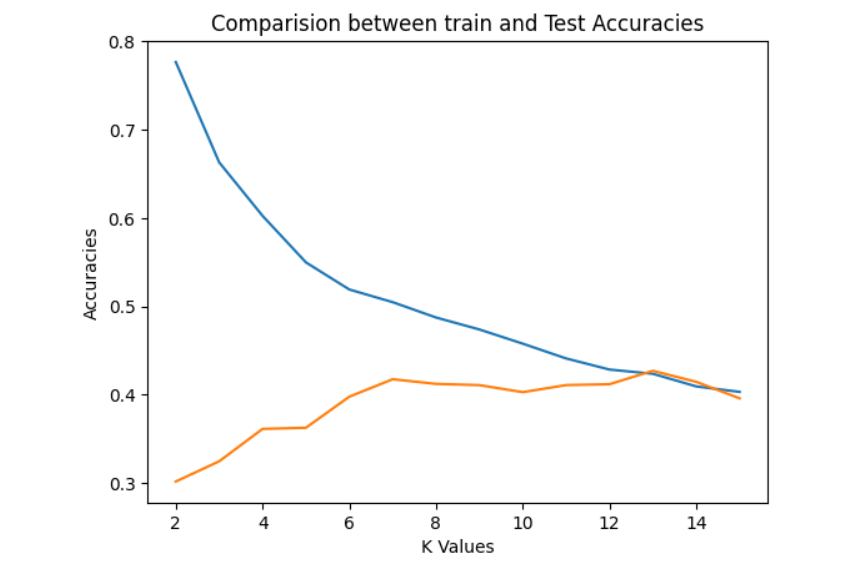 Comparision between train and Test Accuracies
0.8
0.7
0.6
0.5
0.4
0.3
Accuracies
2 4 6 8 10 12 14
K Values